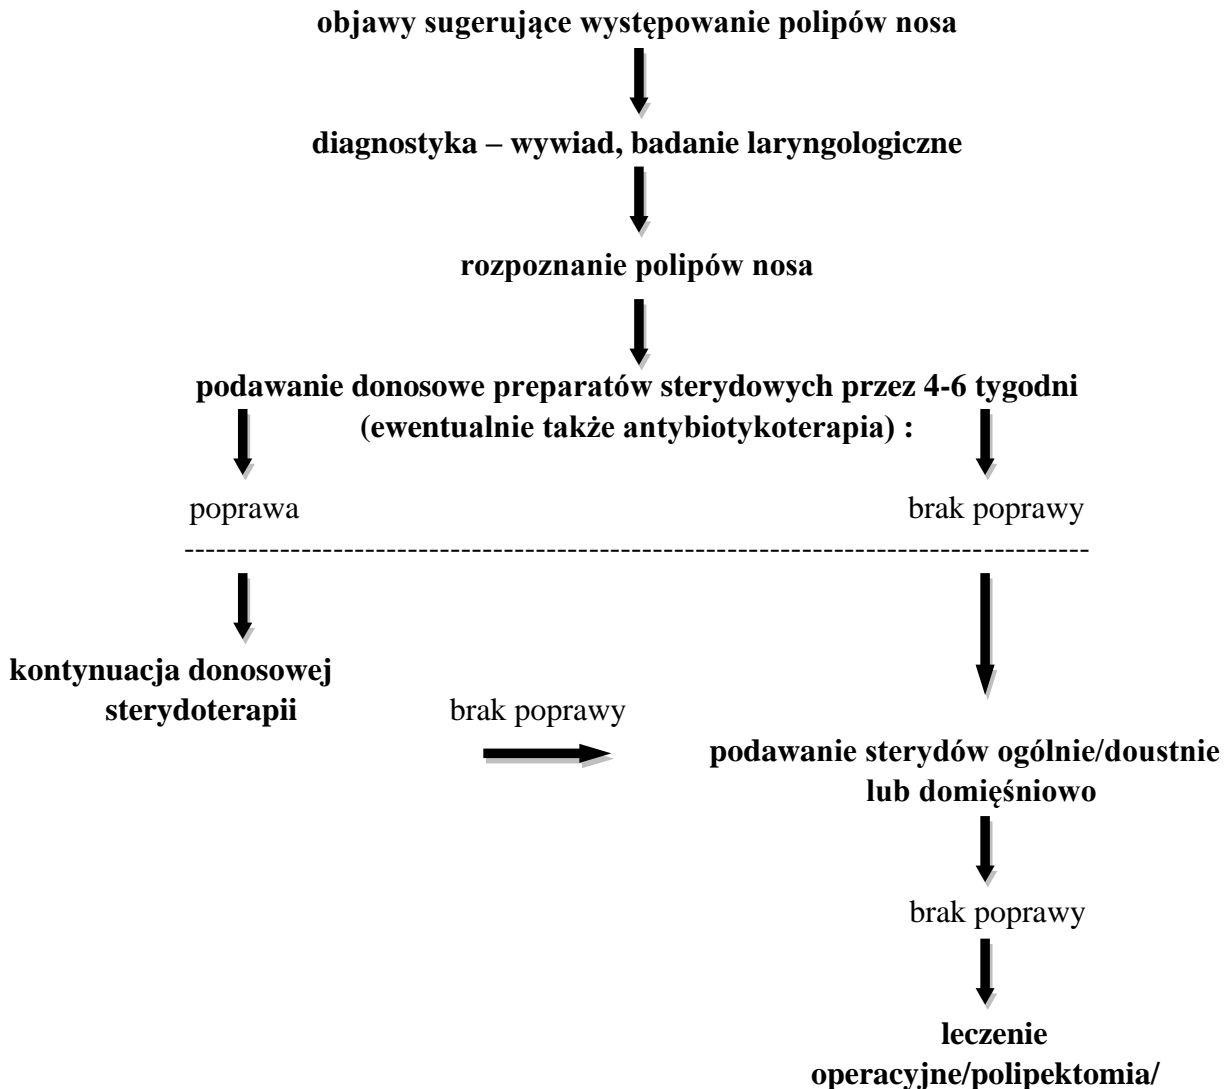 objawy sugerujące występowanie polipów nosa
diagnostyka – wywiad, badanie laryngologiczne
rozpoznanie polipów nosa
podawanie donosowe preparatów sterydowych przez 4-6 tygodni
(ewentualnie także antybiotykoterapia) :
poprawa
brak poprawy
--------------------------------------------------------------------------------------
kontynuacja donosowej
sterydoterapii
brak poprawy
podawanie sterydów ogólnie/doustnie
lub domięśniowo
brak poprawy
leczenie
operacyjne/polipektomia/